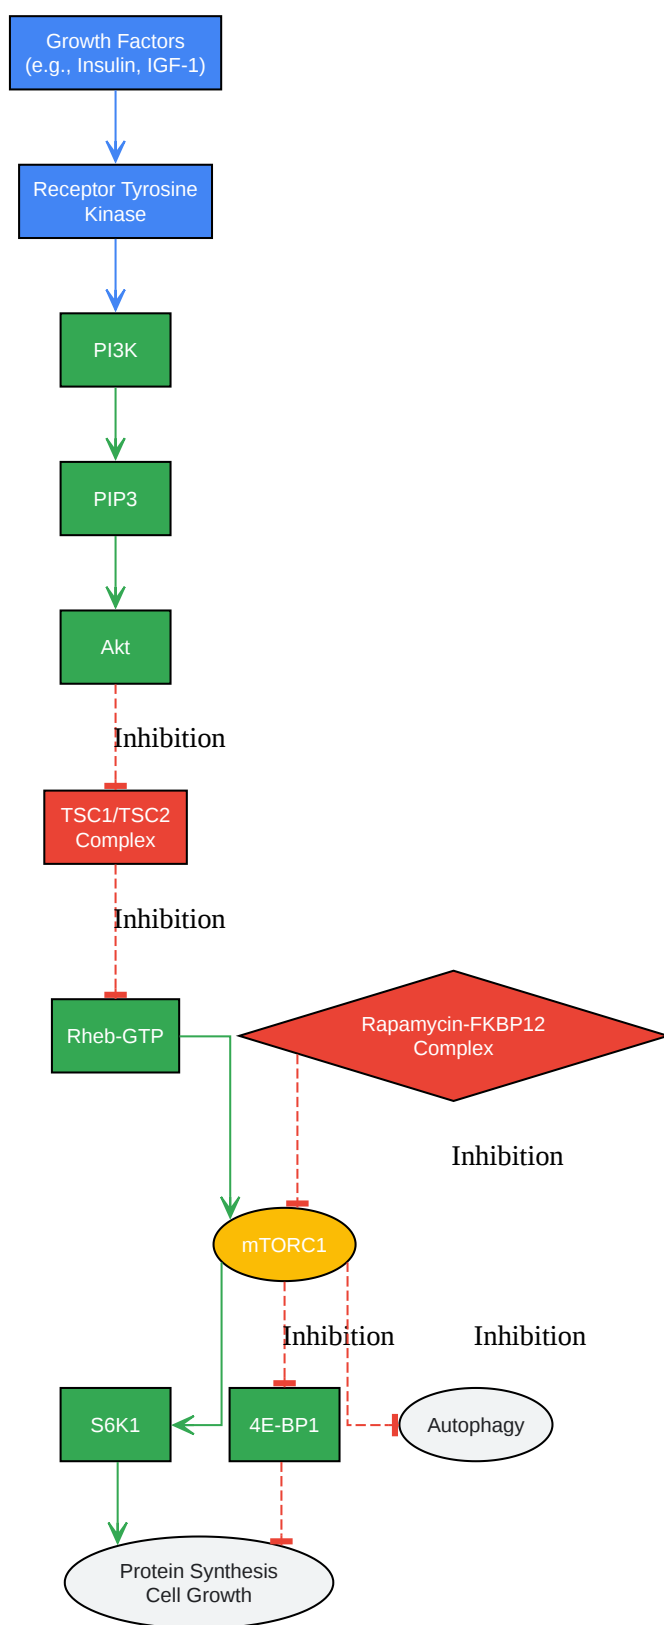 Growth Factors
(e.g., Insulin, IGF-1)
Receptor Tyrosine
Kinase
PI3K
PIP3
Akt
Inhibition
TSC1/TSC2
Complex
Inhibition
Rheb-GTP
Rapamycin-FKBP12
Complex
Inhibition
mTORC1
Inhibition
Inhibition
S6K1
4E-BP1
Autophagy
Protein Synthesis
Cell Growth